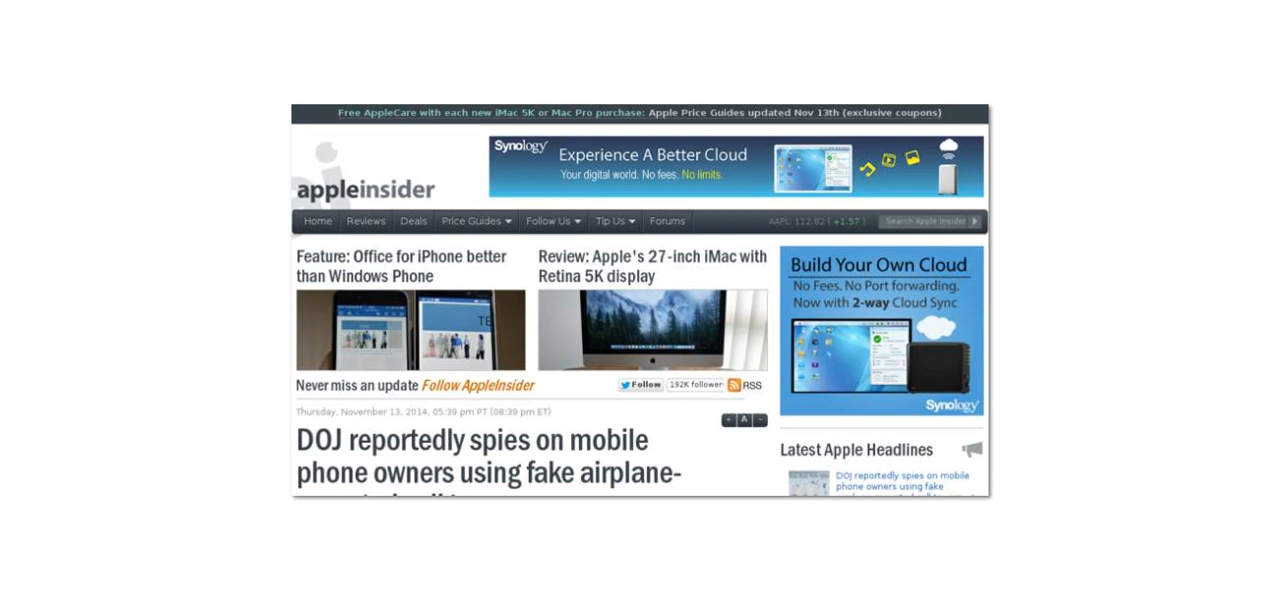 Free AppleCare with each new iMac 5K or Mac Pro purchase: Apple Price Guides updated Nov 13th (exclusive coupons)
ai
appleinsider
Synology
Experience A Better Cloud
Your digital world. No fees. No limits.
Home Reviews Deals Price Guides Follow Us Tip Us Forums
AAPL: 112.82 ( +1.57 )
Search Apple Insider
Feature: Office for iPhone better
than Windows Phone
Review: Apple's 27-inch iMac with
Retina 5K display
TE
Build Your Own Cloud
No Fees. No Port forwarding.
Now with 2-way Cloud Sync
Synology
Never miss an update Follow AppleInsider
Follow
192K follower
RSS
Thursday, November 13, 2014, 05:39 pm PT (08:39 pm ET)
+ A -
DOJ reportedly spies on mobile
phone owners using fake airplane-
Latest Apple Headlines
DOJ reportedly spies on mobile
phone owners using fake